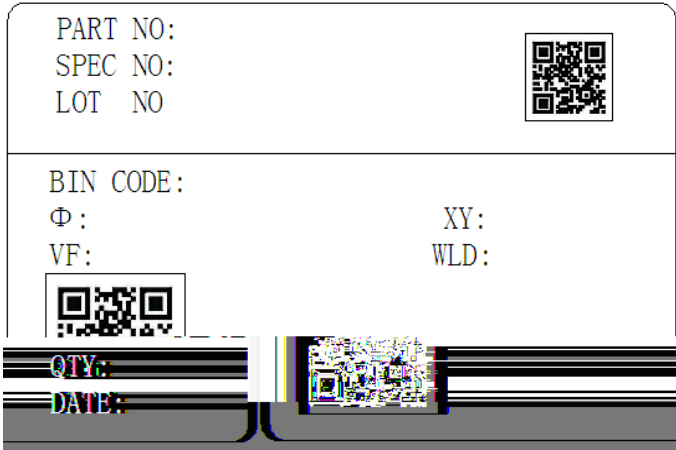 PART NO:
SPEC NO:
LOT NO
BIN CODE:
Φ: XY:
VF: WLD:
QTY:
DATE: